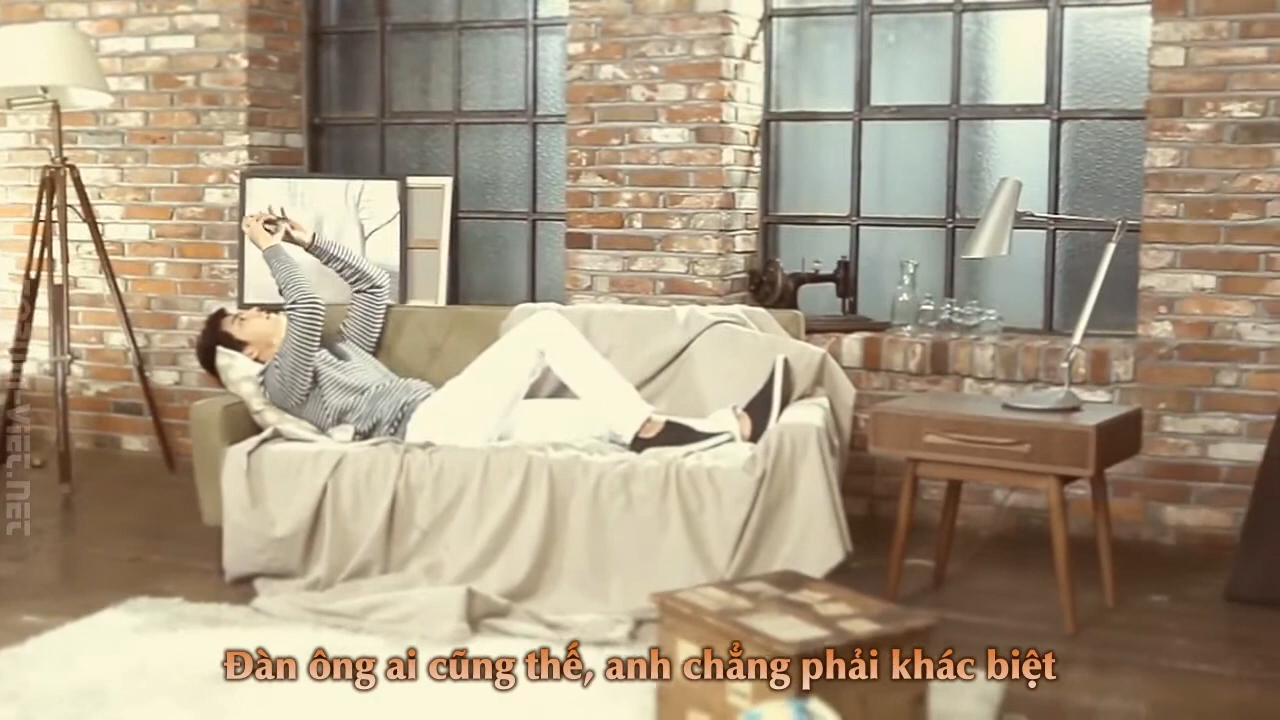 Đàn ông ai cũng thế, anh chẳng phải khác biệt